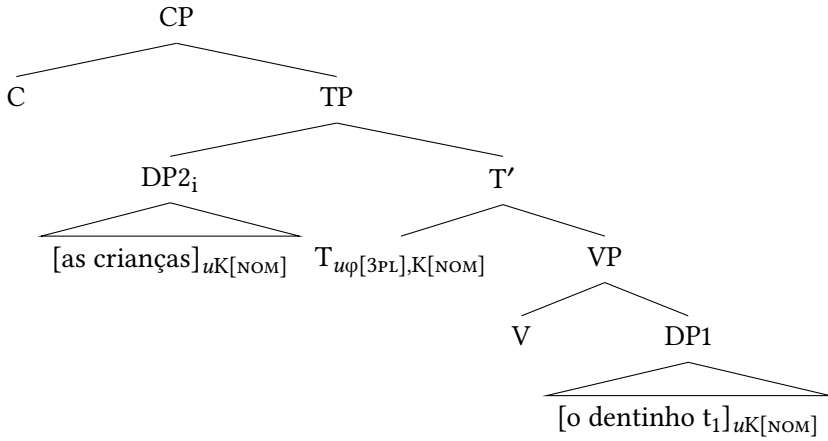 CP
C TP
DP2i T′
[as crianças]uK[NOM] Tuφ[3PL],K[NOM] VP
V DP1
[o dentinho t1]uK[NOM]